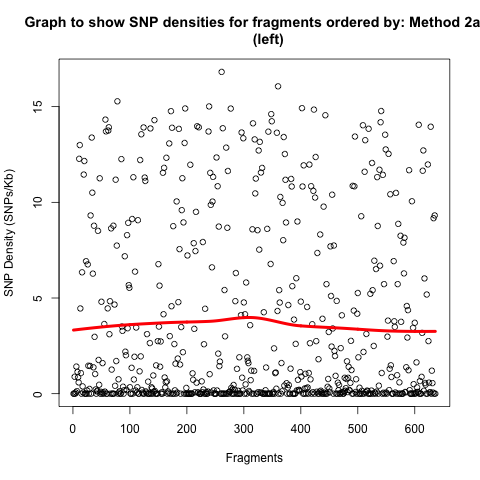 Graph to show SNP densities for fragments ordered by: Method 2a
(left)
SNP Density (SNPs/Kb)
15
10
5
0
0 100 200 300 400 500 600
Fragments